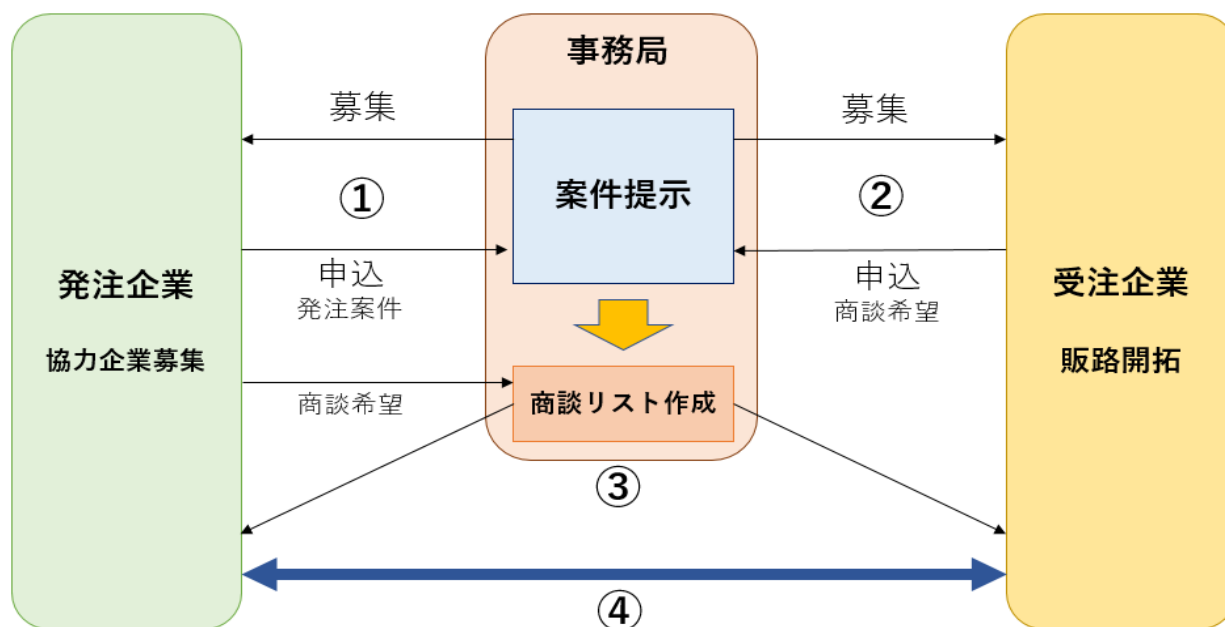 事務局
募集
募集
案件提示
①
②
発注企業
協力企業募集
申込
発注案件
申込
商談希望
受注企業
販路開拓
商談希望
商談リスト作成
③
④